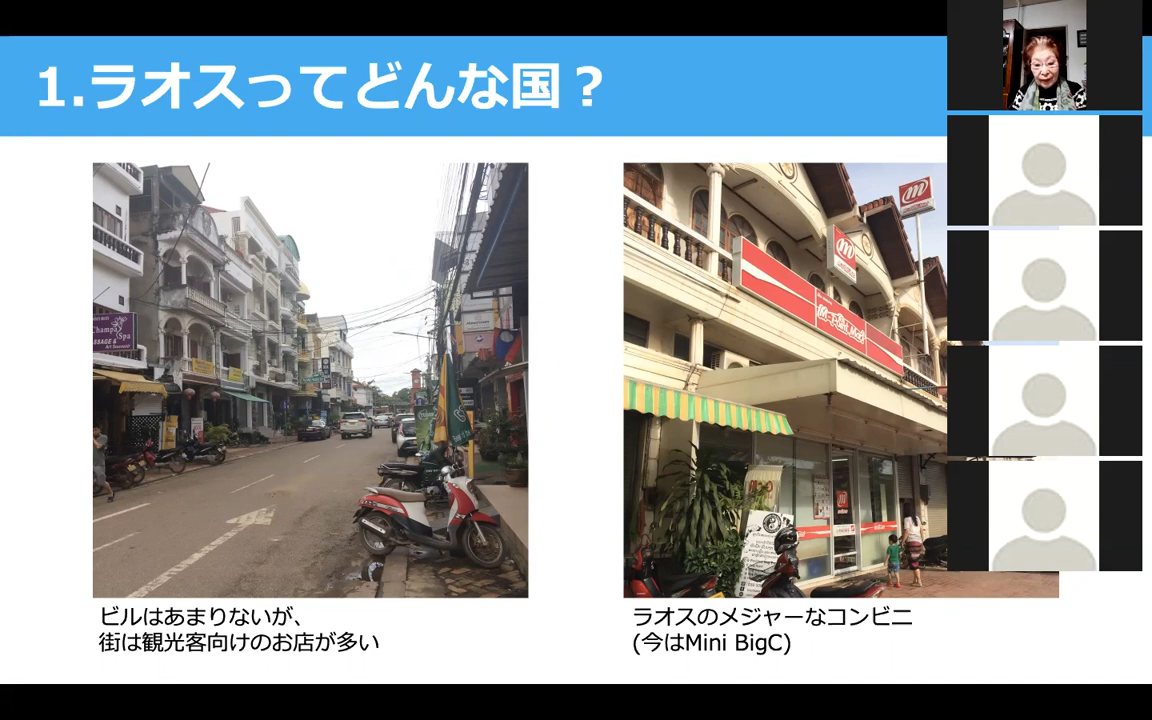 1.ラオスってどんな国？
Champa
Spa
m
m
ビルはあまりないが、
街は観光客向けのお店が多い
ラオスのメジャーなコンビニ
(今はMini BigC)